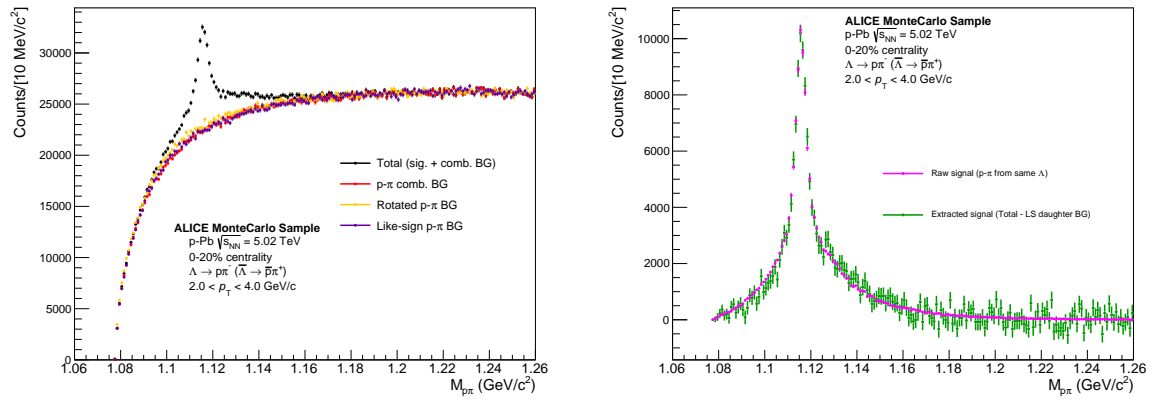 Counts/[10 MeV/c²]
30000
25000
20000
15000
10000
5000
0
Total (sig. + comb. BG)
p-π comb. BG
Rotated p-π BG
Like-sign p-π BG
ALICE MonteCarlo Sample
p-Pb √s_NN = 5.02 TeV
0-20% centrality
Λ → pπ⁻ (Λ̅ → p̅π⁺)
2.0 < p_T < 4.0 GeV/c
1.06 1.08 1.1 1.12 1.14 1.16 1.18 1.2 1.22 1.24 1.26
M_pπ (GeV/c²)
Counts/[10 MeV/c²]
10000
8000
6000
4000
2000
0
ALICE MonteCarlo Sample
p-Pb √s_NN = 5.02 TeV
0-20% centrality
Λ → pπ⁻ (Λ̅ → p̅π⁺)
2.0 < p_T < 4.0 GeV/c
Raw signal (p-π from same Λ)
Extracted signal (Total - LS daughter BG)
1.06 1.08 1.1 1.12 1.14 1.16 1.18 1.2 1.22 1.24 1.26
M_pπ (GeV/c²)